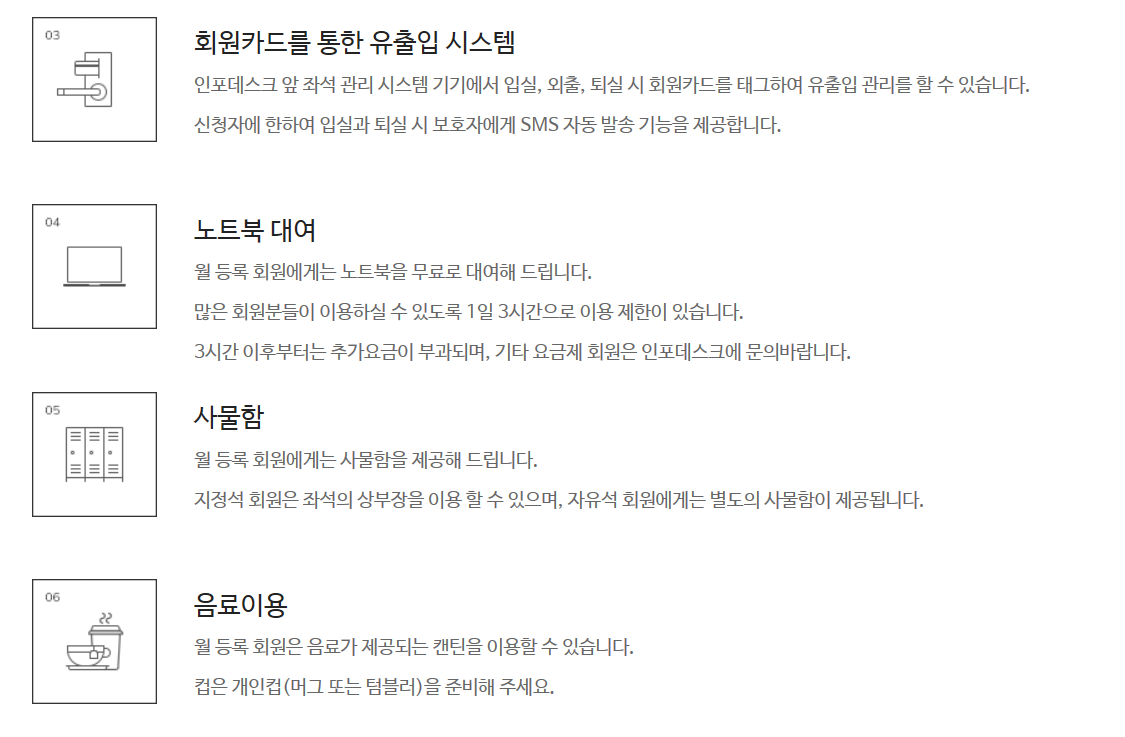 03
회원카드를 통한 유출입 시스템
인포데스크 앞 좌석 관리 시스템 기기에서 입실, 외출, 퇴실 시 회원카드를 태그하여 유출입 관리를 할 수 있습니다.
신청자에 한하여 입실과 퇴실 시 보호자에게 SMS 자동 발송 기능을 제공합니다.
04
노트북 대여
월 등록 회원에게는 노트북을 무료로 대여해 드립니다.
많은 회원분들이 이용하실 수 있도록 1일 3시간으로 이용 제한이 있습니다.
3시간 이후부터는 추가요금이 부과되며, 기타 요금제 회원은 인포데스크에 문의바랍니다.
05
사물함
월 등록 회원에게는 사물함을 제공해 드립니다.
지정석 회원은 좌석의 상부장을 이용 할 수 있으며, 자유석 회원에게는 별도의 사물함이 제공됩니다.
06
음료이용
월 등록 회원은 음료가 제공되는 캔틴을 이용할 수 있습니다.
컵은 개인컵(머그 또는 텀블러)을 준비해 주세요.